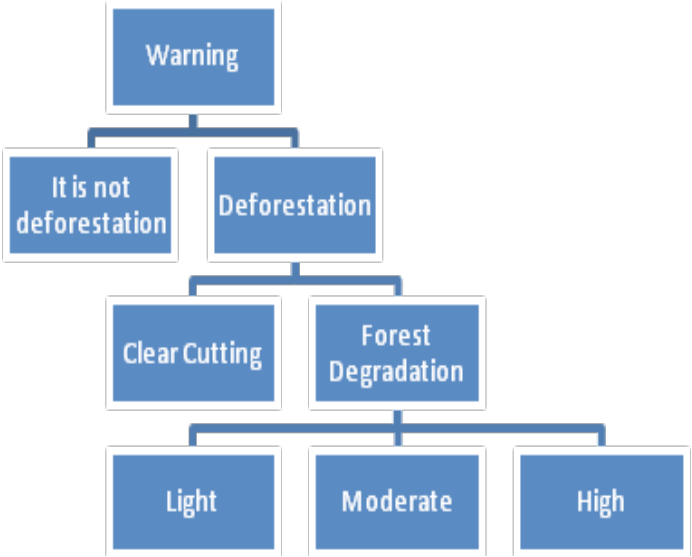 Warning
It is not
deforestation
Deforestation
Clear Cutting
Forest
Degradation
Light
Moderate
High